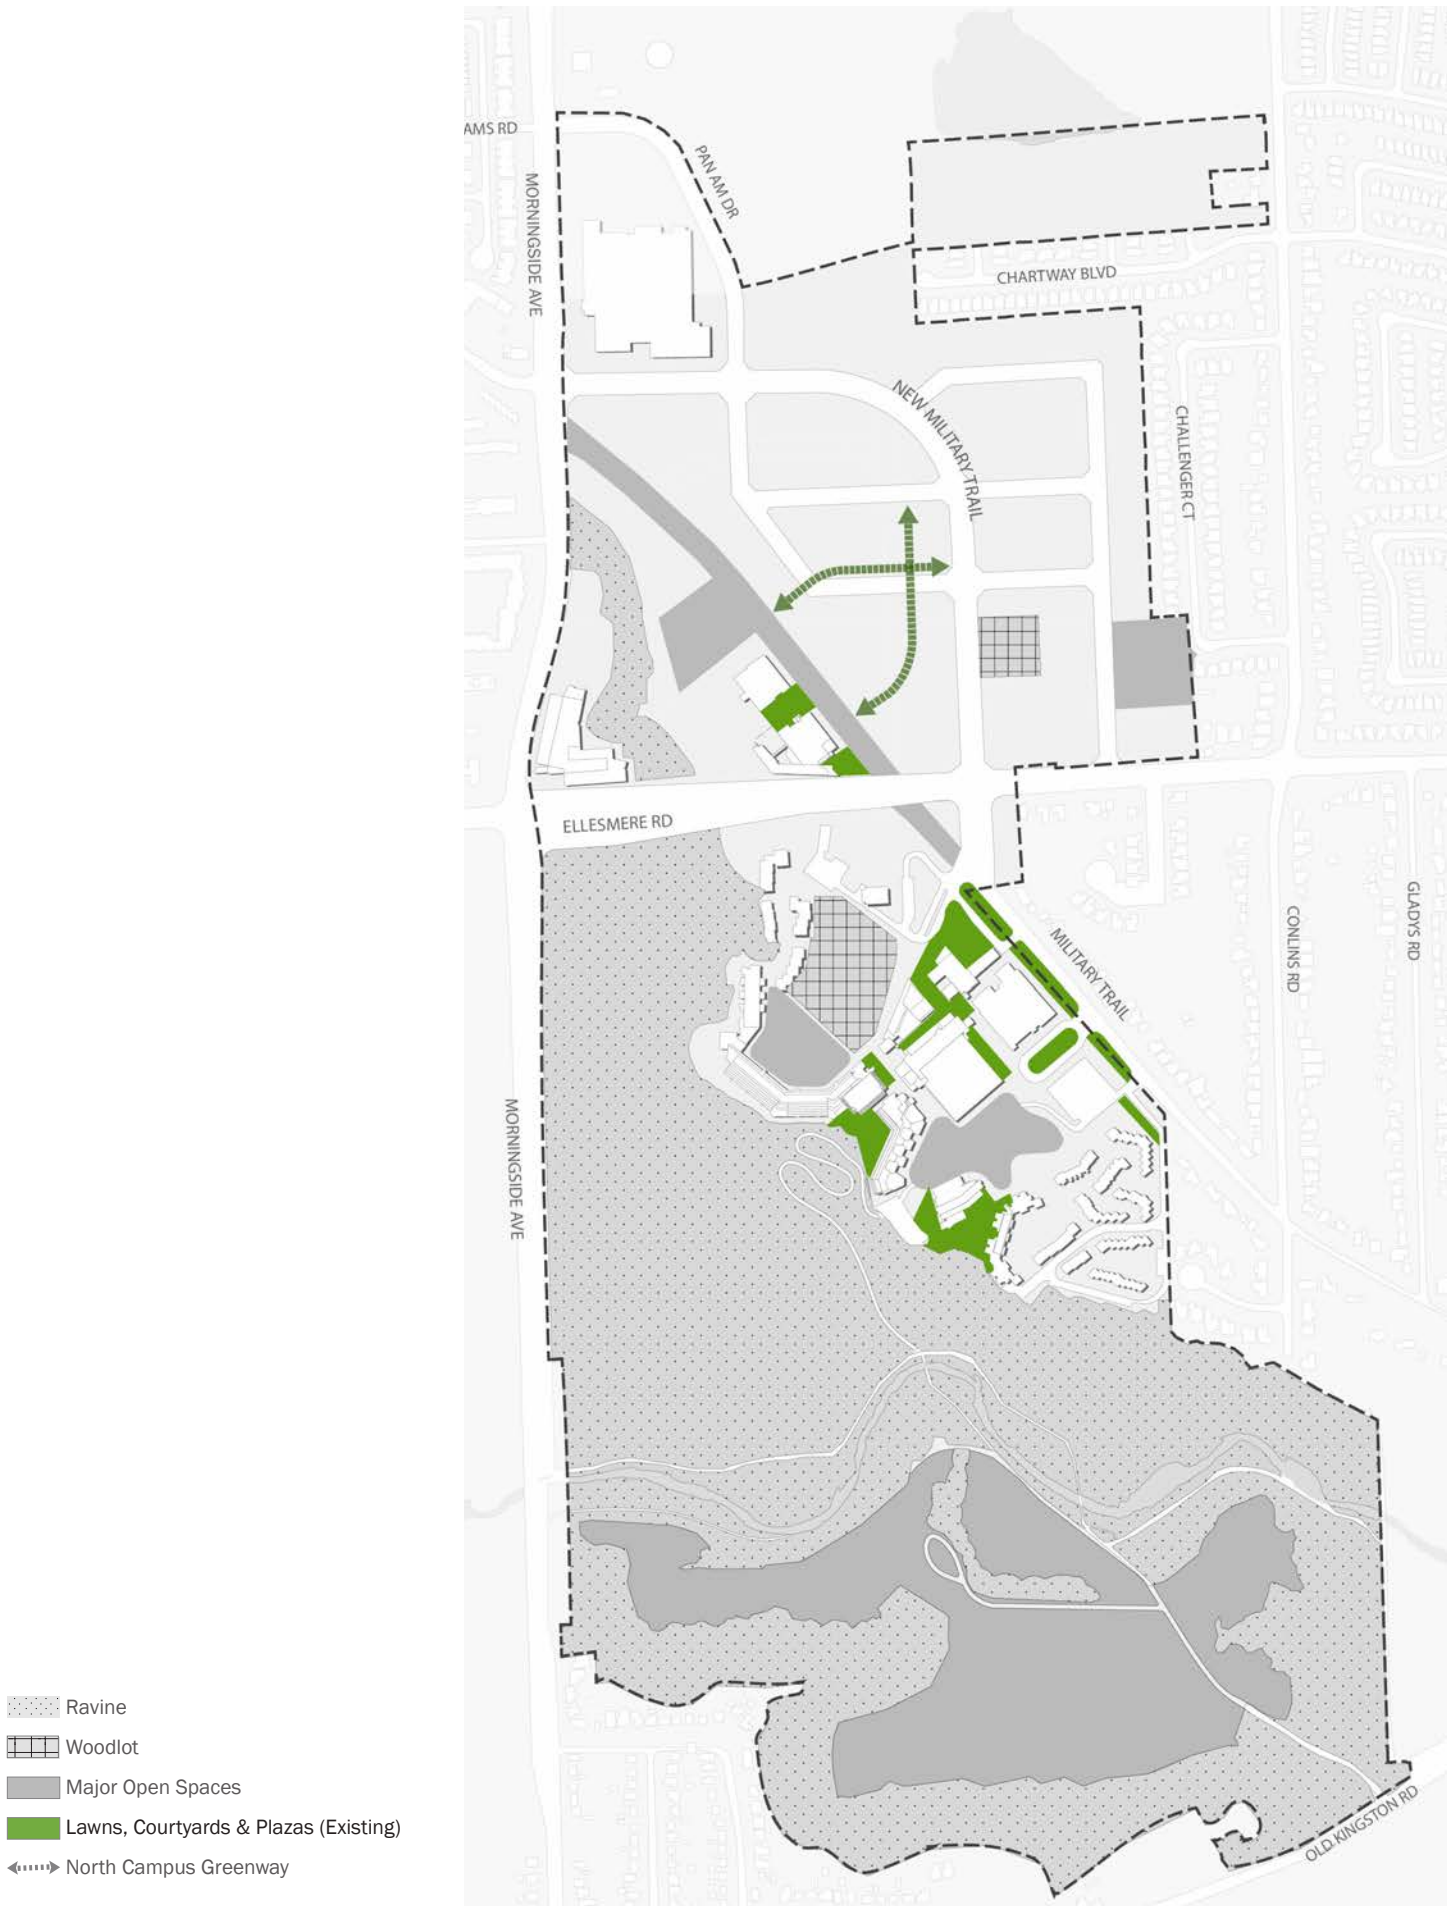 AMS RD
PAN AM DR
MORNINGSIDE AVE
CHARTWAY BLVD
NEW MILITARY TRAIL
CHALLENGER CT
ELLESMERE RD
GLADYS RD
CONLINS RD
MILITARY TRAIL
MORNINGSIDE AVE
OLD KINGSTON RD
Ravine
Woodlot
Major Open Spaces
Lawns, Courtyards & Plazas (Existing)
North Campus Greenway